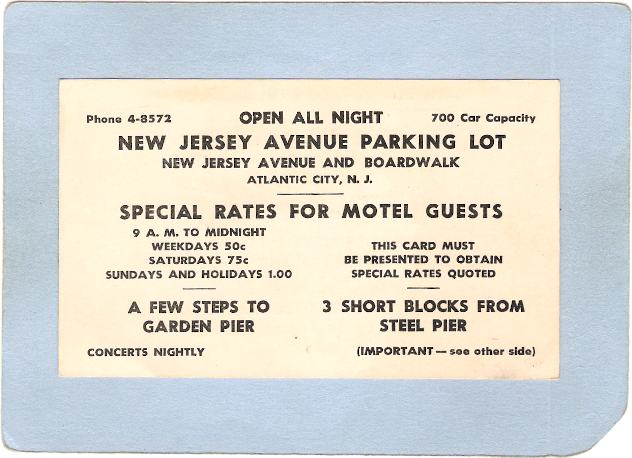 Phone 4-8572 OPEN ALL NIGHT 700 Car Capacity
NEW JERSEY AVENUE PARKING LOT
NEW JERSEY AVENUE AND BOARDWALK
ATLANTIC CITY, N. J.
SPECIAL RATES FOR MOTEL GUESTS
9 A. M. TO MIDNIGHT
WEEKDAYS 50c
SATURDAYS 75c
SUNDAYS AND HOLIDAYS 1.00
THIS CARD MUST
BE PRESENTED TO OBTAIN
SPECIAL RATES QUOTED
A FEW STEPS TO
GARDEN PIER
3 SHORT BLOCKS FROM
STEEL PIER
CONCERTS NIGHTLY
(IMPORTANT — see other side)